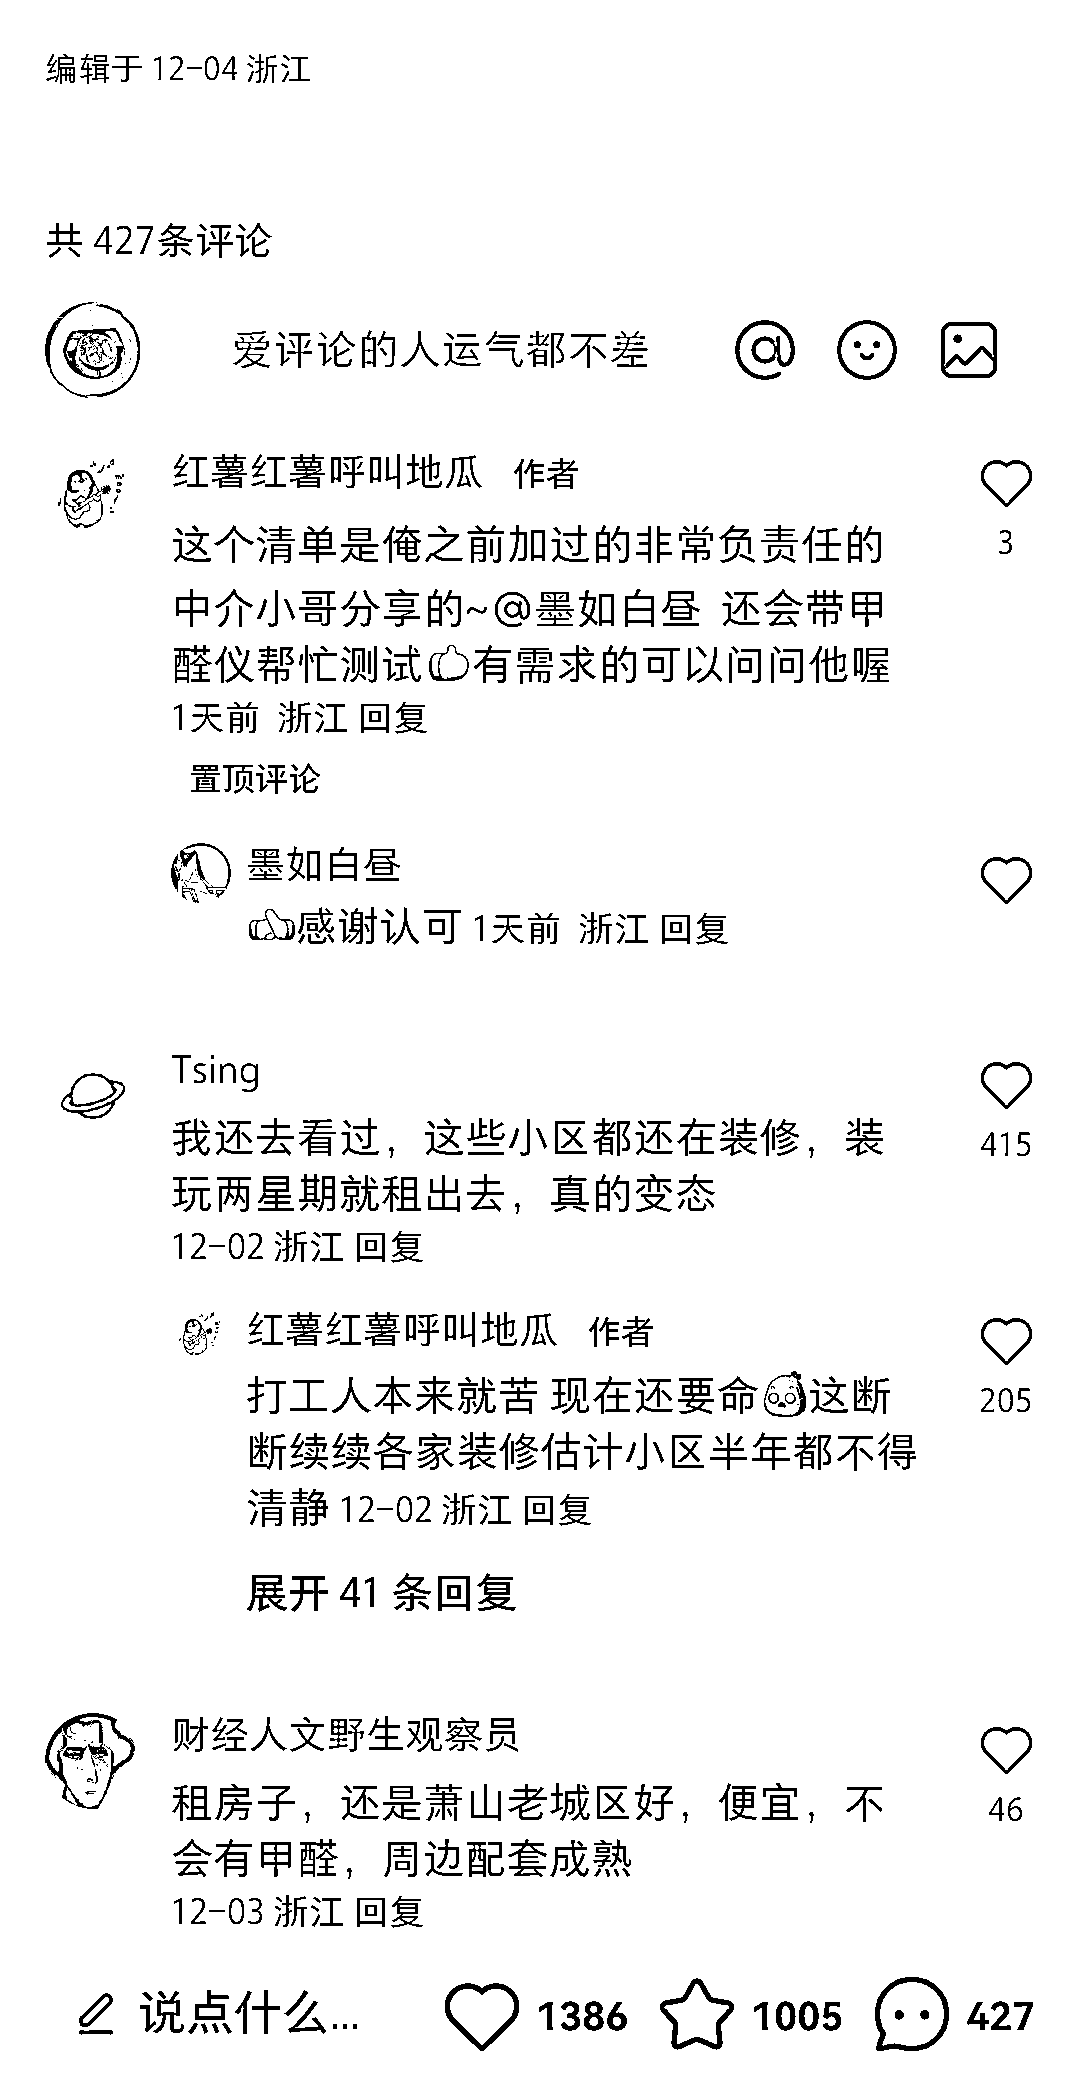 编辑于 12-04 浙江
共 427条评论
爱评论的人运气都不差
红薯红薯呼叫地瓜 作者
这个清单是俺之前加过的非常负责任的
3
中介小哥分享的~@墨如白昼 还会带甲
醛仪帮忙测试👍有需求的可以问问他喔
1天前 浙江 回复
置顶评论
墨如白昼
👍感谢认可 1天前 浙江 回复
Tsing
我还去看过，这些小区都还在装修，装
415
玩两星期就租出去，真的变态
12-02 浙江 回复
红薯红薯呼叫地瓜 作者
打工人本来就苦 现在还要命这断
205
断续续各家装修估计小区半年都不得
清静 12-02 浙江 回复
展开 41 条回复
财经人文野生观察员
租房子，还是萧山老城区好，便宜，不
46
会有甲醛，周边配套成熟
12-03 浙江 回复
说点什么... 1386 1005 427